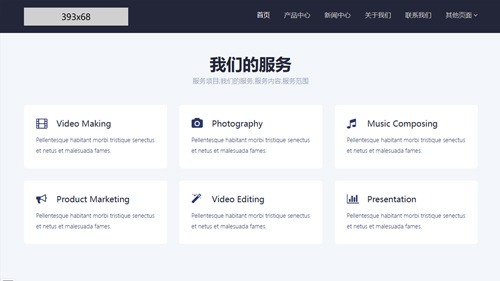 393x68
首页 产品中心 新闻中心 关于我们 联系我们 其他页面
我们的服务
服务项目,我们的服务,服务内容,服务范围
Video Making
Pellentesque habitant morbi tristique senectus
et netus et malesuada fames.
Photography
Pellentesque habitant morbi tristique senectus
et netus et malesuada fames.
Music Composing
Pellentesque habitant morbi tristique senectus
et netus et malesuada fames.
Product Marketing
Pellentesque habitant morbi tristique senectus
et netus et malesuada fames.
Video Editing
Pellentesque habitant morbi tristique senectus
et netus et malesuada fames.
Presentation
Pellentesque habitant morbi tristique senectus
et netus et malesuada fames.